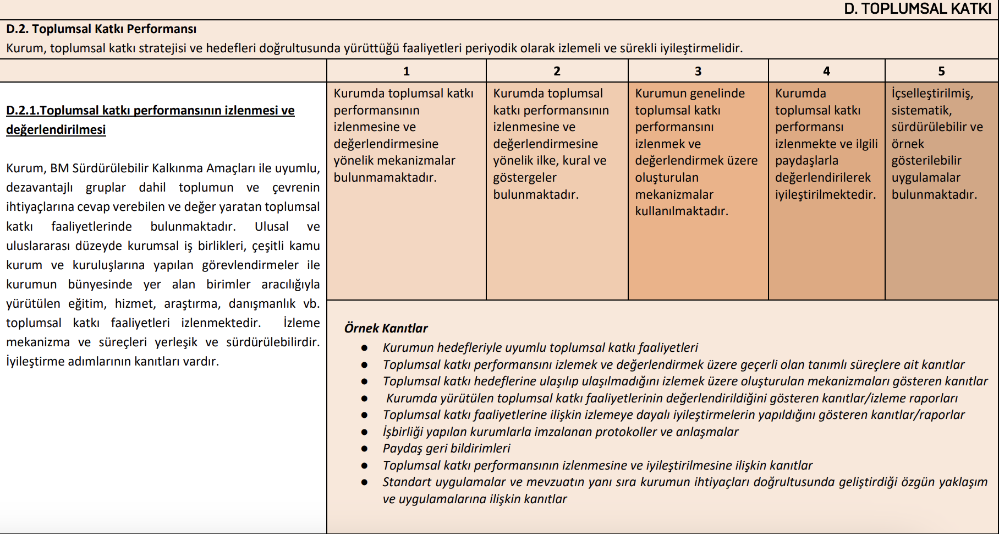 D. TOPLUMSAL KATKI
D.2. Toplumsal Katkı Performansı
Kurum, toplumsal katkı stratejisi ve hedefleri doğrultusunda yürüttüğü faaliyetleri periyodik olarak izlemeli ve sürekli iyileştirmelidir.
1
2
3
4
5
D.2.1.Toplumsal katkı performansının izlenmesi ve
değerlendirilmesi
Kurum, BM Sürdürülebilir Kalkınma Amaçları ile uyumlu,
dezavantajlı gruplar dahil toplumun ve çevrenin
ihtiyaçlarına cevap verebilen ve değer yaratan toplumsal
katkı faaliyetlerinde bulunmaktadır. Ulusal ve
uluslararası düzeyde kurumsal iş birlikleri, çeşitli kamu
kurum ve kuruluşlarına yapılan görevlendirmeler ile
kurumun bünyesinde yer alan birimler aracılığıyla
yürütülen eğitim, hizmet, araştırma, danışmanlık vb.
toplumsal katkı faaliyetleri izlenmektedir. İzleme
mekanizma ve süreçleri yerleşik ve sürdürülebilirdir.
İyileştirme adımlarının kanıtları vardır.
Kurumda toplumsal katkı
performansının
izlenmesine ve
değerlendirmesine
yönelik mekanizmalar
bulunmamaktadır.
Kurumda toplumsal
katkı performansının
izlenmesine ve
değerlendirmesine
yönelik ilke, kural ve
göstergeler
bulunmaktadır.
Kurumun genelinde
toplumsal katkı
performansını
izlenmek ve
değerlendirmek üzere
oluşturulan
mekanizmalar
kullanılmaktadır.
Kurumda
toplumsal katkı
performansı
izlenmekte ve ilgili
paydaşlarla
değerlendirilerek
iyileştirilmektedir.
İçselleştirilmiş,
sistematik,
sürdürülebilir ve
örnek
gösterilebilir
uygulamalar
bulunmaktadır.
Örnek Kanıtlar
● Kurumun hedefleriyle uyumlu toplumsal katkı faaliyetleri
● Toplumsal katkı performansını izlemek ve değerlendirmek üzere geçerli olan tanımlı süreçlere ait kanıtlar
● Toplumsal katkı hedeflerine ulaşılıp ulaşılmadığını izlemek üzere oluşturulan mekanizmaları gösteren kanıtlar
● Kurumda yürütülen toplumsal katkı faaliyetlerinin değerlendirildiğini gösteren kanıtlar/izleme raporları
● Toplumsal katkı faaliyetlerine ilişkin izlemeye dayalı iyileştirmelerin yapıldığını gösteren kanıtlar/raporlar
● İşbirliği yapılan kurumlarla imzalanan protokoller ve anlaşmalar
● Paydaş geri bildirimleri
● Toplumsal katkı performansının izlenmesine ve iyileştirilmesine ilişkin kanıtlar
● Standart uygulamalar ve mevzuatın yanı sıra kurumun ihtiyaçları doğrultusunda geliştirdiği özgün yaklaşım
ve uygulamalarına ilişkin kanıtlar